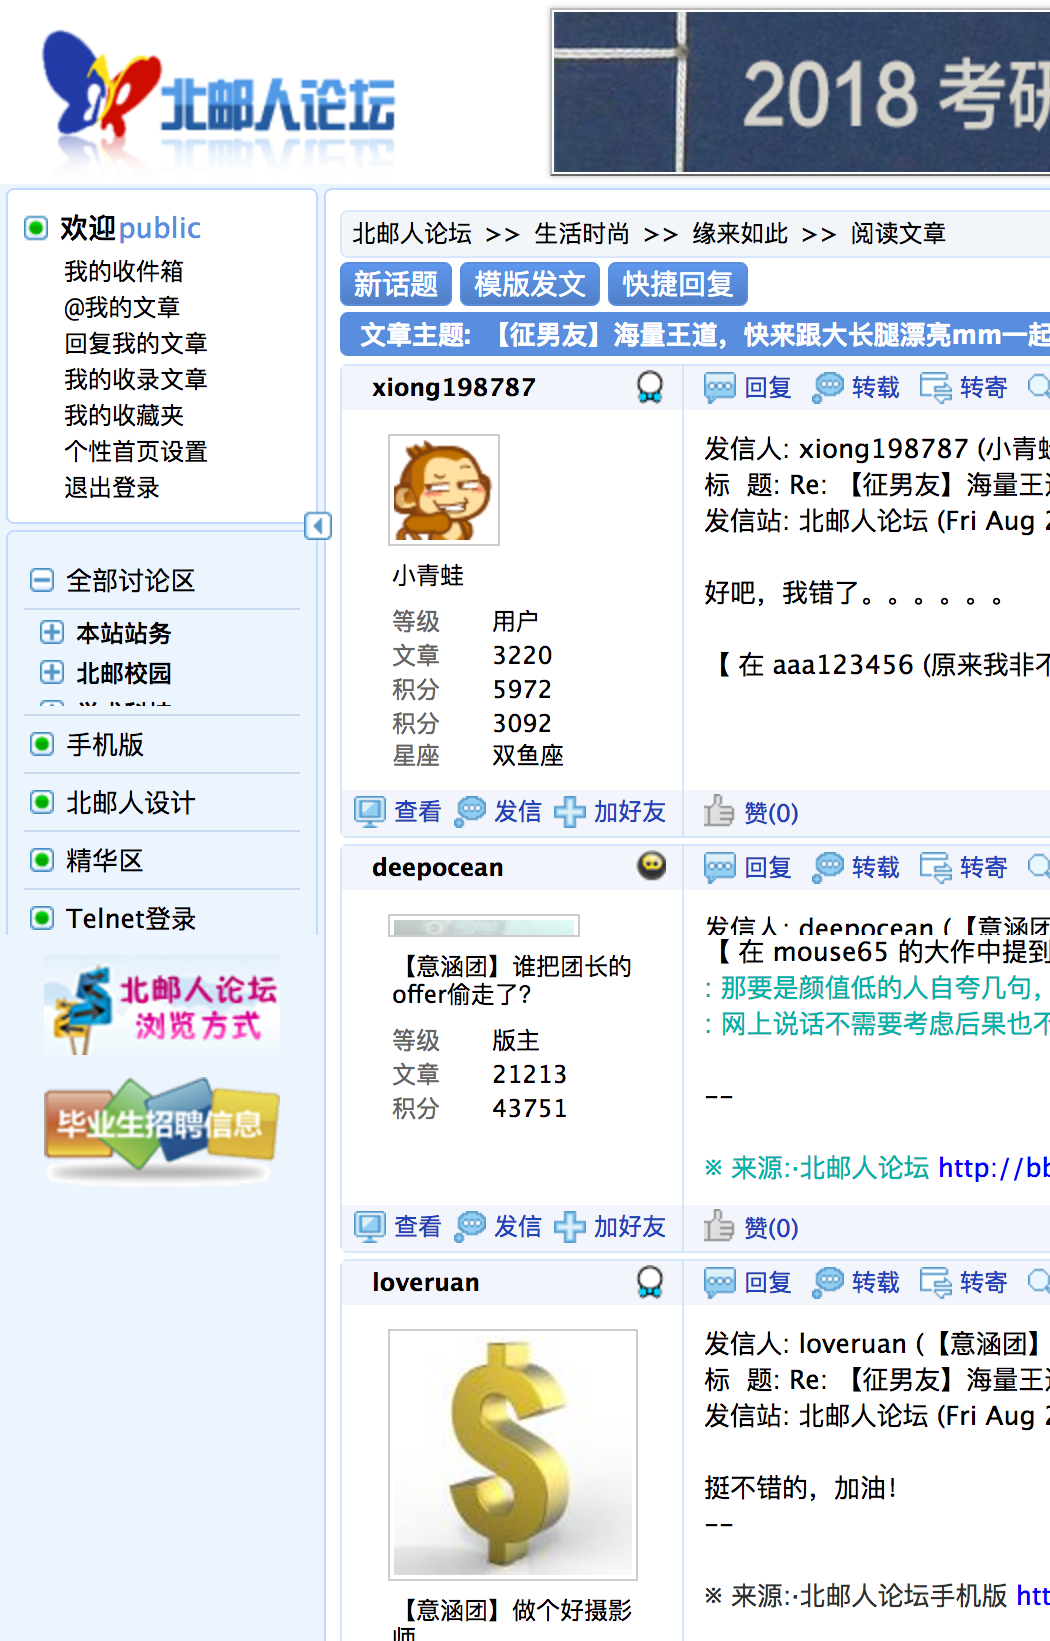 北邮人论坛
2018 考研
欢迎public
我的收件箱
@我的文章
回复我的文章
我的收录文章
我的收藏夹
个性首页设置
退出登录
全部讨论区
本站站务
北邮校园
手机版
北邮人设计
精华区
Telnet登录
北邮人论坛
浏览方式
毕业生招聘信息
北邮人论坛 >> 生活时尚 >> 缘来如此 >> 阅读文章
新话题 模版发文 快捷回复
文章主题: 【征男友】海量王道，快来跟大长腿漂亮mm一起
xiong198787
回复 转载 转寄
小青蛙
等级 用户
文章 3220
积分 5972
积分 3092
星座 双鱼座
发信人: xiong198787 (小青蛙
标 题: Re: 【征男友】海量王道
发信站: 北邮人论坛 (Fri Aug 2
好吧，我错了。。。。。。
【 在 aaa123456 (原来我非不
查看 发信 加好友
赞(0)
deepocean
回复 转载 转寄
【意涵团】谁把团长的
offer偷走了?
等级 版主
文章 21213
积分 43751
发信人: deepocean (【意涵团
【 在 mouse65 的大作中提到
: 那要是颜值低的人自夸几句，
: 网上说话不需要考虑后果也不
--
※ 来源:·北邮人论坛 http://bb
查看 发信 加好友
赞(0)
loveruan
回复 转载 转寄
【意涵团】做个好摄影
师
发信人: loveruan (【意涵团】
标 题: Re: 【征男友】海量王道
发信站: 北邮人论坛 (Fri Aug 2
挺不错的，加油！
--
※ 来源:·北邮人论坛手机版 htt